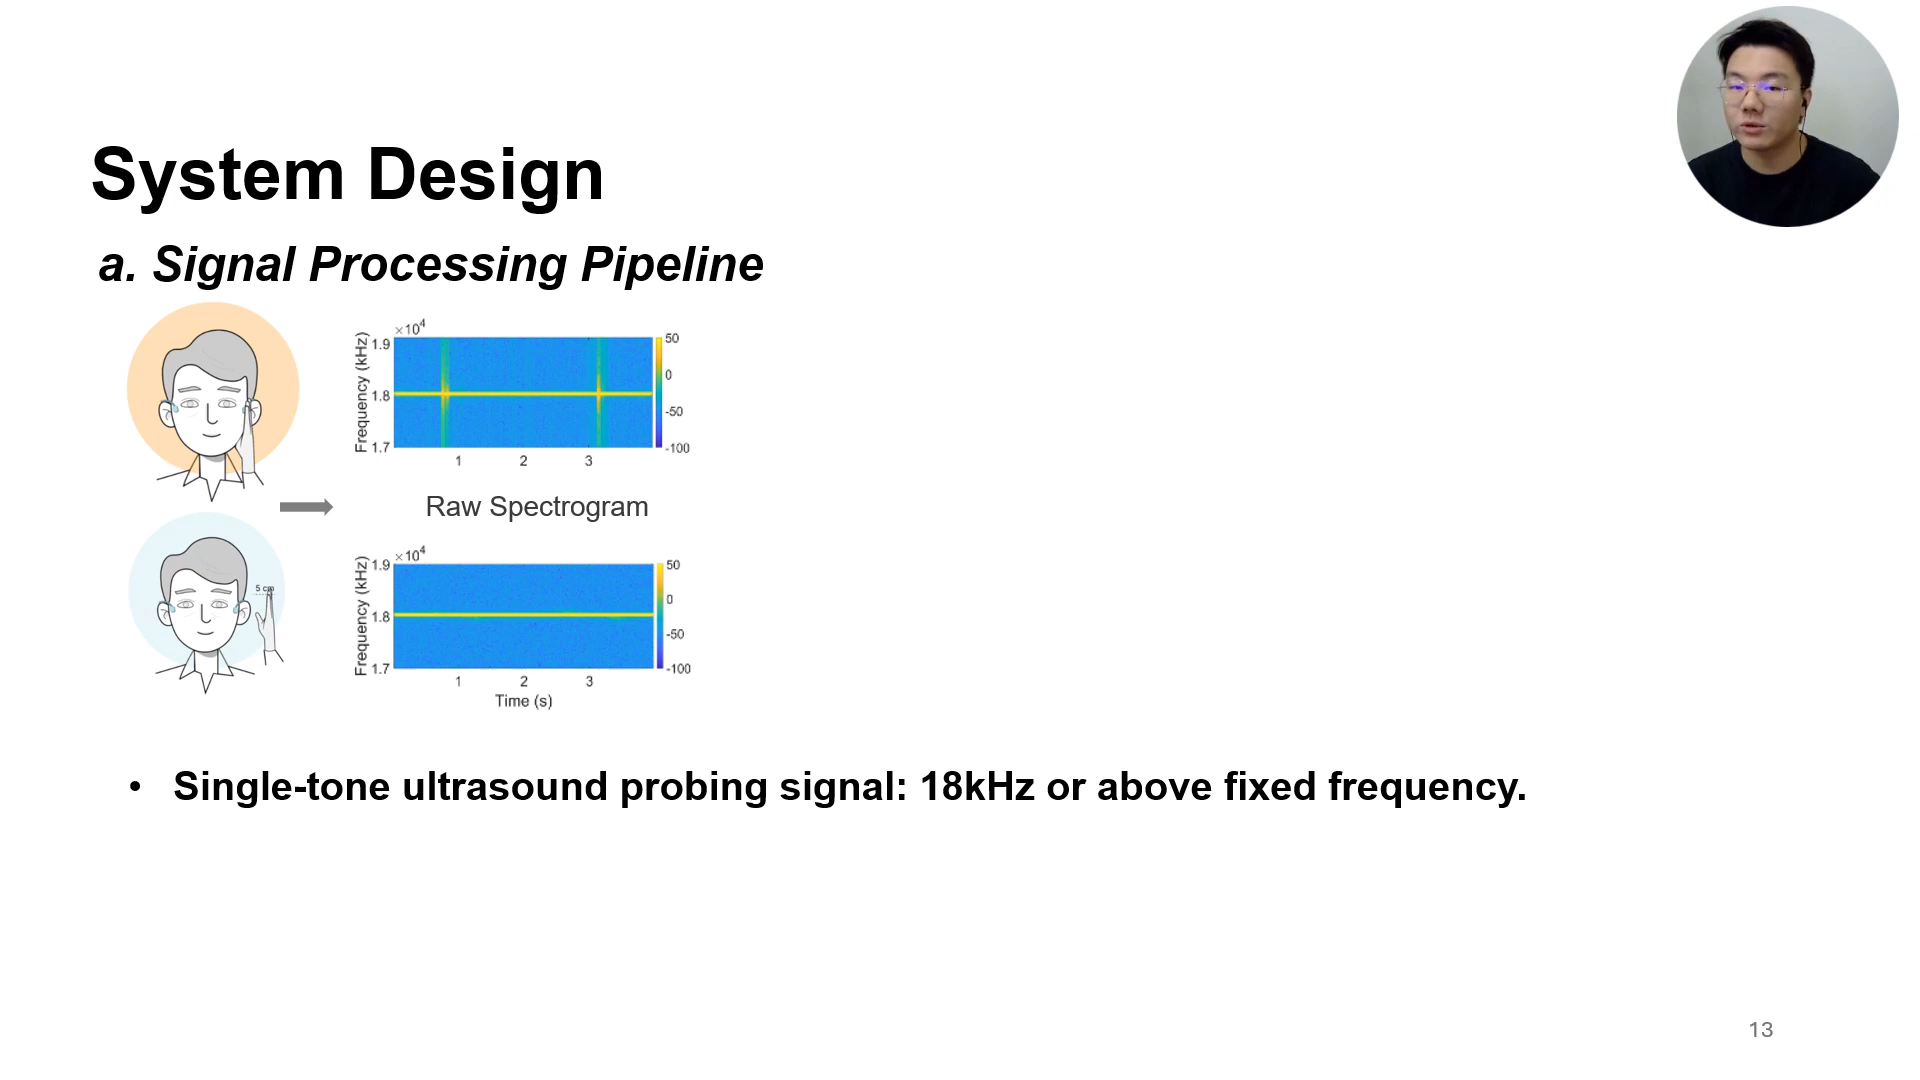 System Design
a. Signal Processing Pipeline
×10⁴
Frequency (kHz)
1.9
1.8
1.7
1
2
3
50
0
-50
-100
Raw Spectrogram
5 cm
×10⁴
Frequency (kHz)
1.9
1.8
1.7
1
2
3
Time (s)
50
0
-50
-100
• Single-tone ultrasound probing signal: 18kHz or above fixed frequency.
13